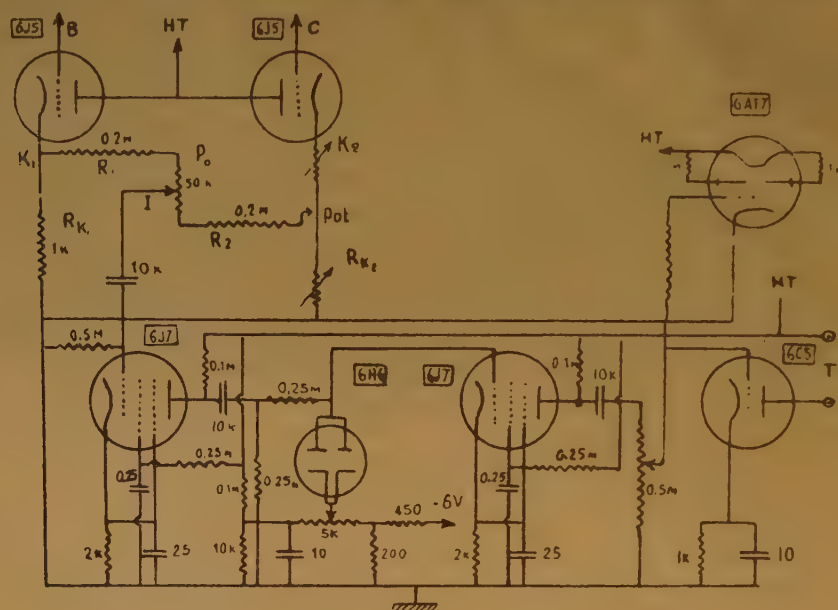 6J5
B
HT
6J5
C
6AF7
HT
K₁
0.2M
R₁
P₀
50K
I
0,2M
R₂
K₂
Pot
R_K₁
1K
10K
R_K₂
HT
0.5M
6J7
0.1M
10K
0,25M
6H6
6J7
0.1M
10K
6C5
T
0.25M
0.25
0.1M
0.25M
0.25
0.25M
0.5M
2K
25
10K
10
5K
450
-6V
200
2K
25
1K
10